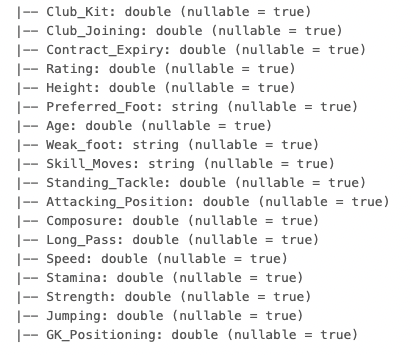 |-- Club_Kit: double (nullable = true)
|-- Club_Joining: double (nullable = true)
|-- Contract_Expiry: double (nullable = true)
|-- Rating: double (nullable = true)
|-- Height: double (nullable = true)
|-- Preferred_Foot: string (nullable = true)
|-- Age: double (nullable = true)
|-- Weak_foot: string (nullable = true)
|-- Skill_Moves: string (nullable = true)
|-- Standing_Tackle: double (nullable = true)
|-- Attacking_Position: double (nullable = true)
|-- Composure: double (nullable = true)
|-- Long_Pass: double (nullable = true)
|-- Speed: double (nullable = true)
|-- Stamina: double (nullable = true)
|-- Strength: double (nullable = true)
|-- Jumping: double (nullable = true)
|-- GK_Positioning: double (nullable = true)